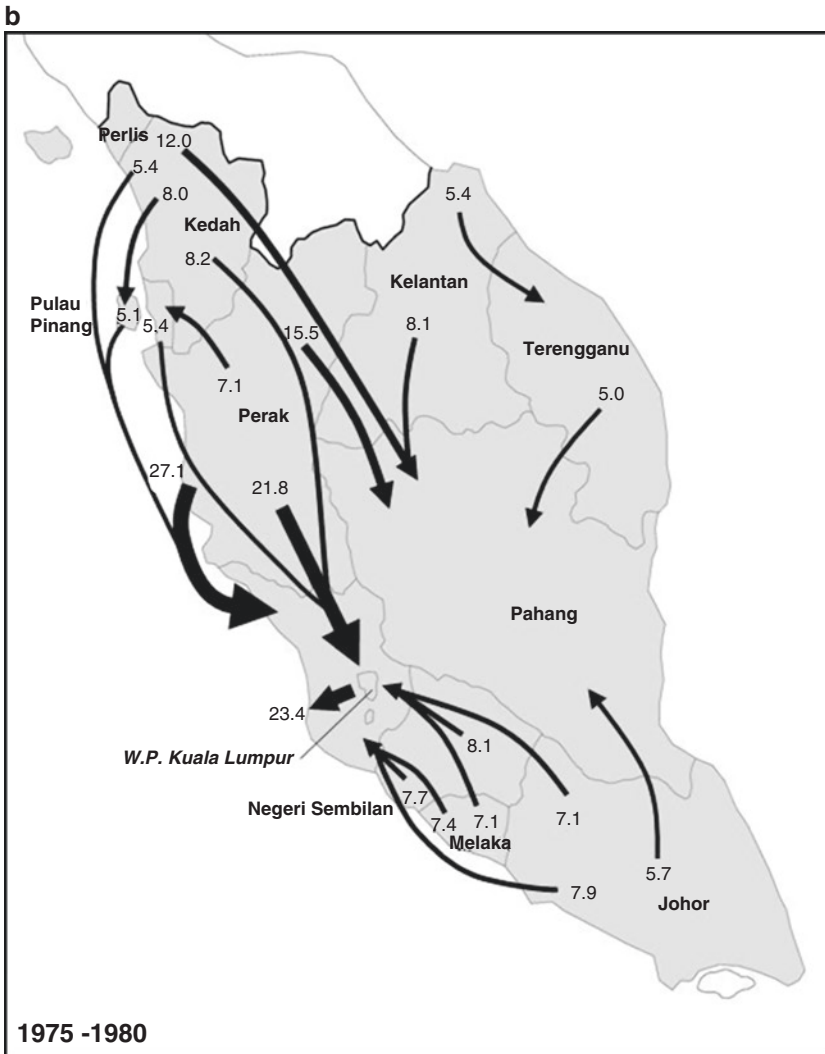 b
Perlis
12.0
5.4
8.0
5.4
Kedah
8.2
Kelantan
Pulau
Pinang
5.1
5.4
15.5
8.1
Terengganu
7.1
5.0
Perak
27.1
21.8
Pahang
23.4
8.1
W.P. Kuala Lumpur
7.7
Negeri Sembilan
7.4
7.1
7.1
Melaka
5.7
7.9
Johor
1975 -1980